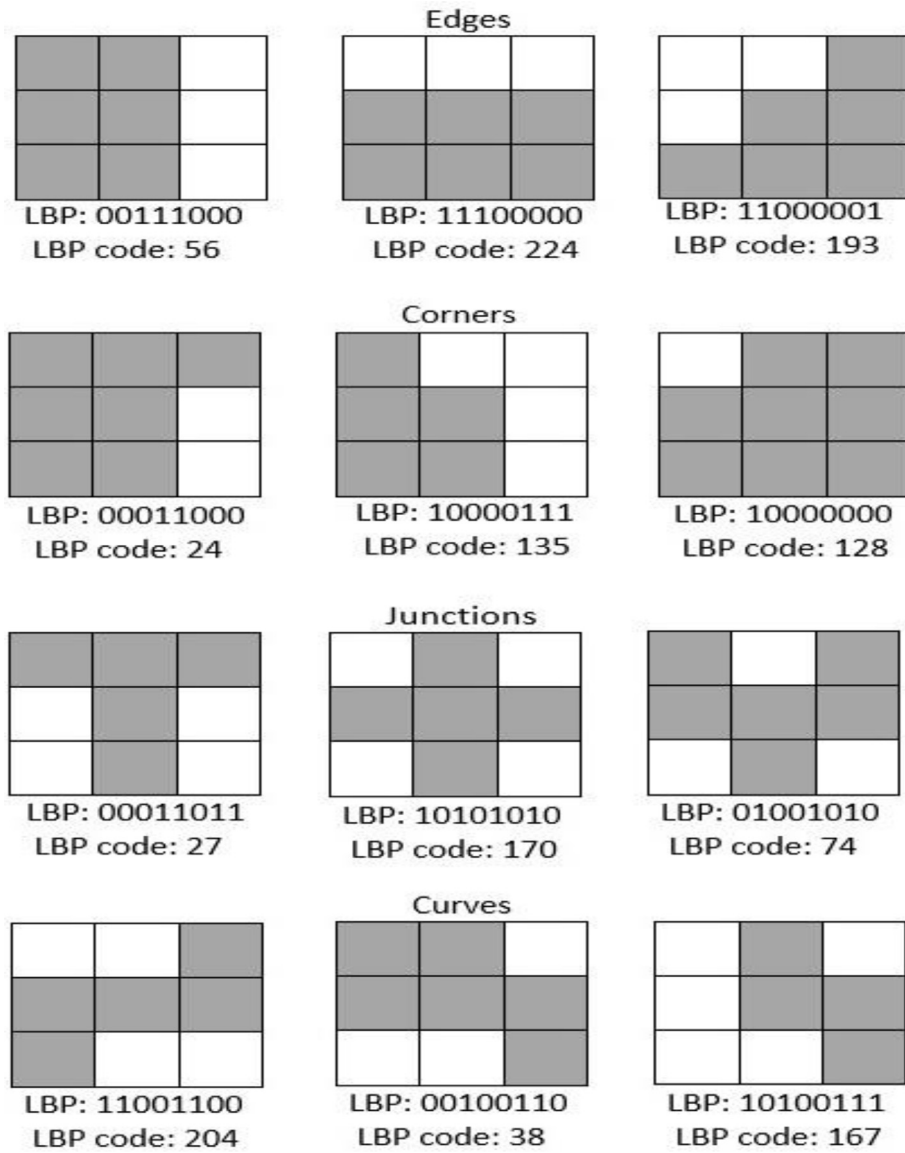 Edges
LBP: 00111000
LBP code: 56
LBP: 11100000
LBP code: 224
LBP: 11000001
LBP code: 193
Corners
LBP: 00011000
LBP code: 24
LBP: 10000111
LBP code: 135
LBP: 10000000
LBP code: 128
Junctions
LBP: 00011011
LBP code: 27
LBP: 10101010
LBP code: 170
LBP: 01001010
LBP code: 74
Curves
LBP: 11001100
LBP code: 204
LBP: 00100110
LBP code: 38
LBP: 10100111
LBP code: 167